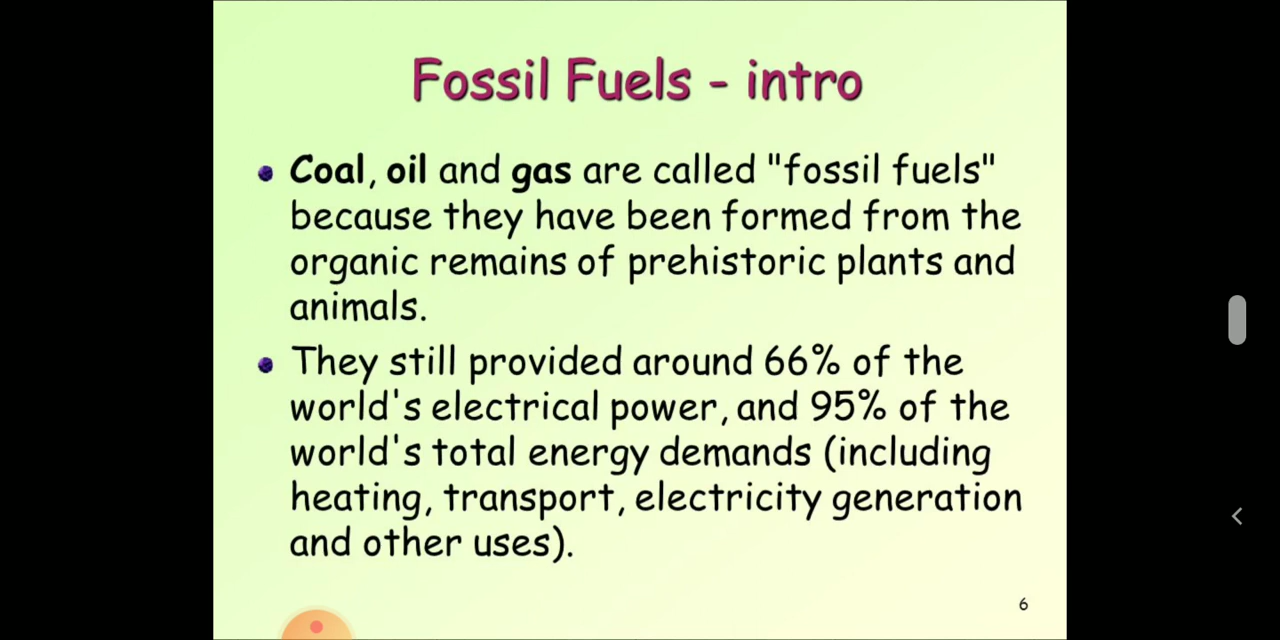 Fossil Fuels - intro
Coal, oil and gas are called "fossil fuels"
because they have been formed from the
organic remains of prehistoric plants and
animals.
They still provided around 66% of the
world's electrical power, and 95% of the
world's total energy demands (including
heating, transport, electricity generation
and other uses).
6